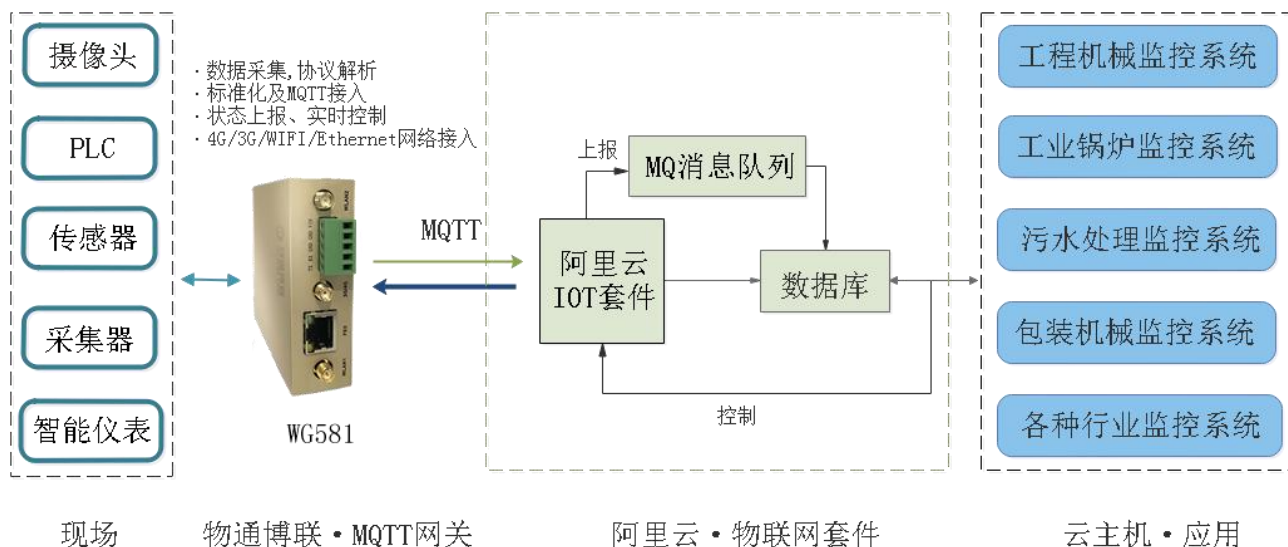 摄像头
PLC
传感器
采集器
智能仪表
现场
·数据采集,协议解析
·标准化及MQTT接入
·状态上报、实时控制
·4G/3G/WIFI/Ethernet网络接入
WLAN2
WLAN1
WG581
物通博联·MQTT网关
MQTT
上报
MQ消息队列
阿里云
IOT套件
数据库
控制
阿里云·物联网套件
工程机械监控系统
工业锅炉监控系统
污水处理监控系统
包装机械监控系统
各种行业监控系统
云主机·应用